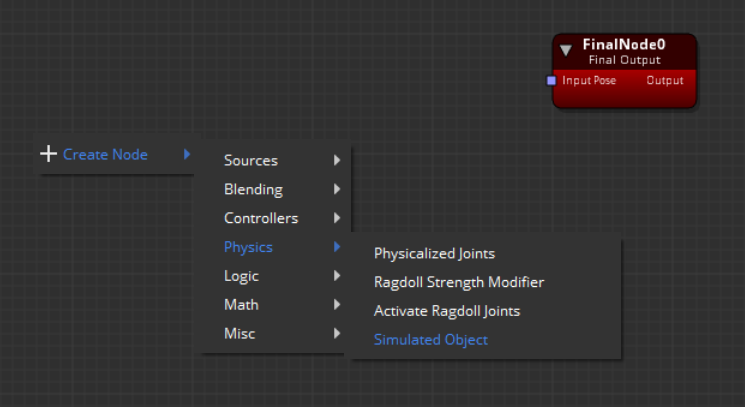 FinalNode0
Final Output
Input Pose Output
Create Node
Sources
Blending
Controllers
Physics
Logic
Math
Misc
Physicalized Joints
Ragdoll Strength Modifier
Activate Ragdoll Joints
Simulated Object